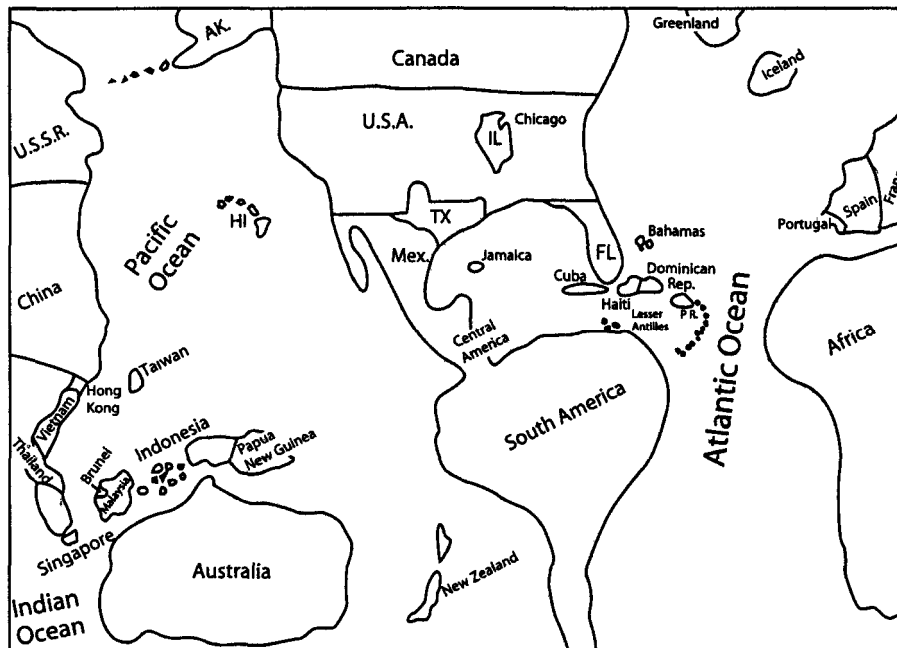 AK.
Greenland
Iceland
Canada
U.S.S.R.
U.S.A.
Chicago
IL
HI
TX
Pacific
Ocean
Mex.
Jamaica
FL
Bahamas
Portugal
Spain
Fran
China
Cuba
Dominican
Rep.
Haiti
Lesser
Antilles
P R.
Central
America
Atlantic Ocean
Africa
Taiwan
Hong
Kong
Vietnam
South America
Thailand
Indonesia
Papua
New Guinea
Brunei
Malaysia
Singapore
Australia
New Zealand
Indian
Ocean